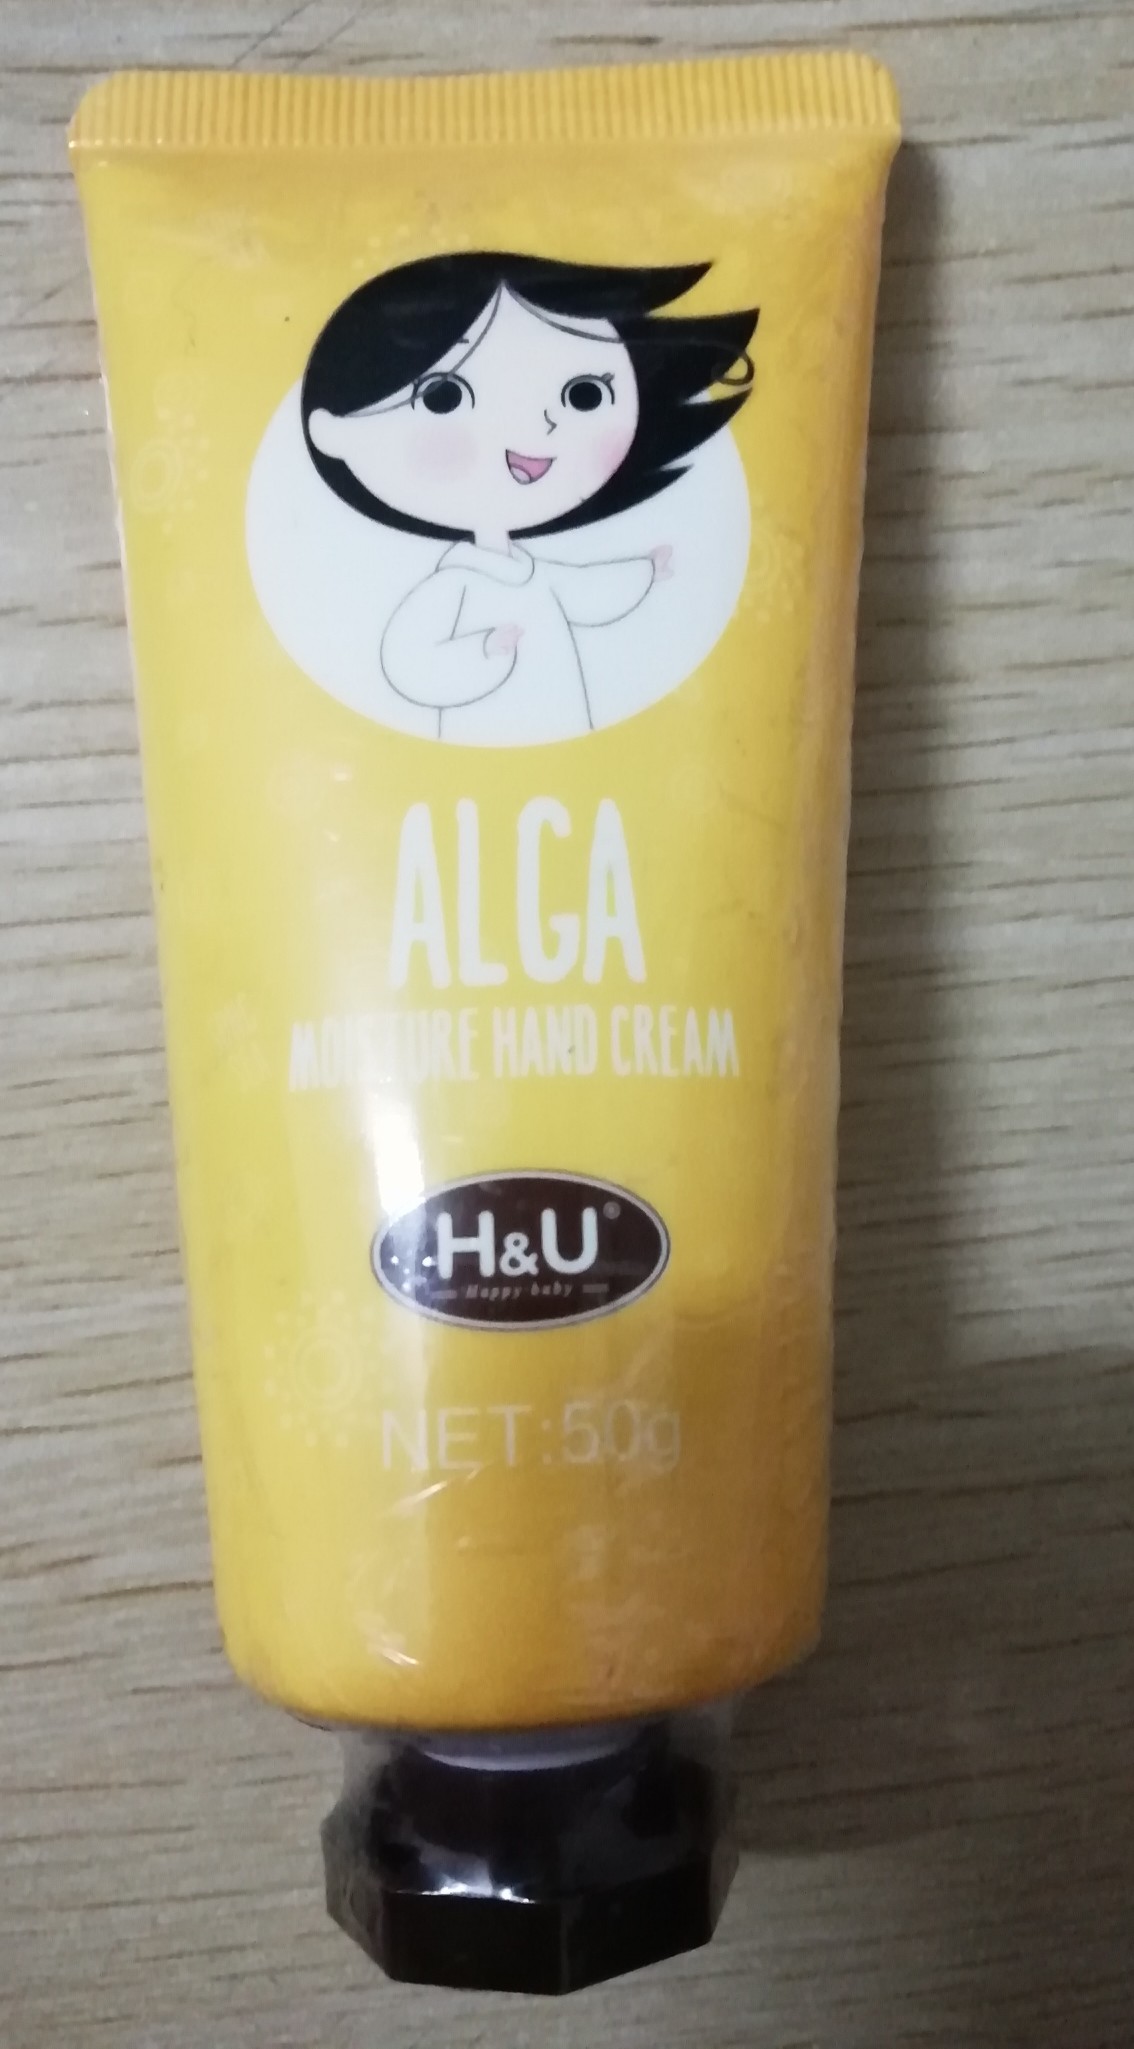 ALGA
MOISTURE HAND CREAM
H&U®
Happy baby
NET:50g